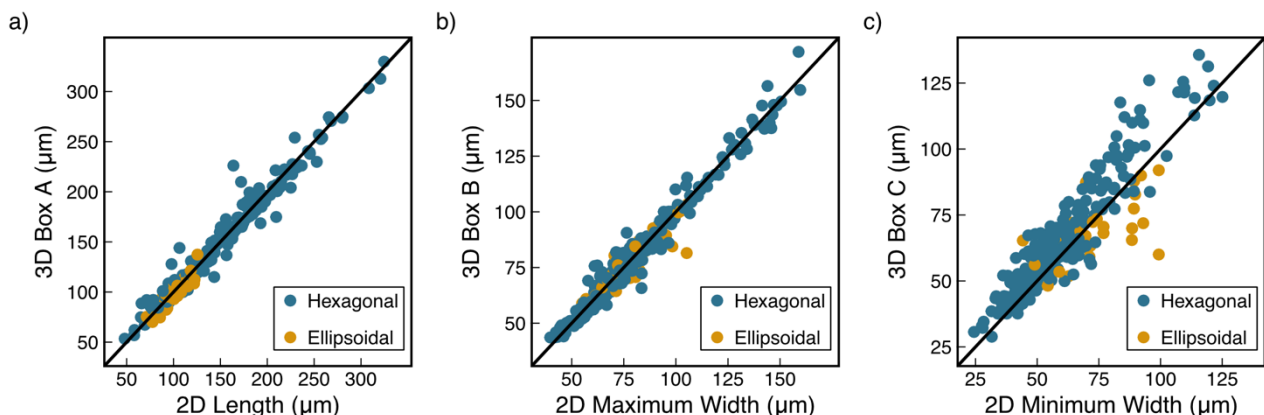 a)
300
250
200
150
100
50
3D Box A (μm)
50 100 150 200 250 300
2D Length (μm)
Hexagonal
Ellipsoidal
b)
150
125
100
75
50
3D Box B (μm)
50 75 100 125 150
2D Maximum Width (μm)
Hexagonal
Ellipsoidal
c)
125
100
75
50
25
3D Box C (μm)
25 50 75 100 125
2D Minimum Width (μm)
Hexagonal
Ellipsoidal